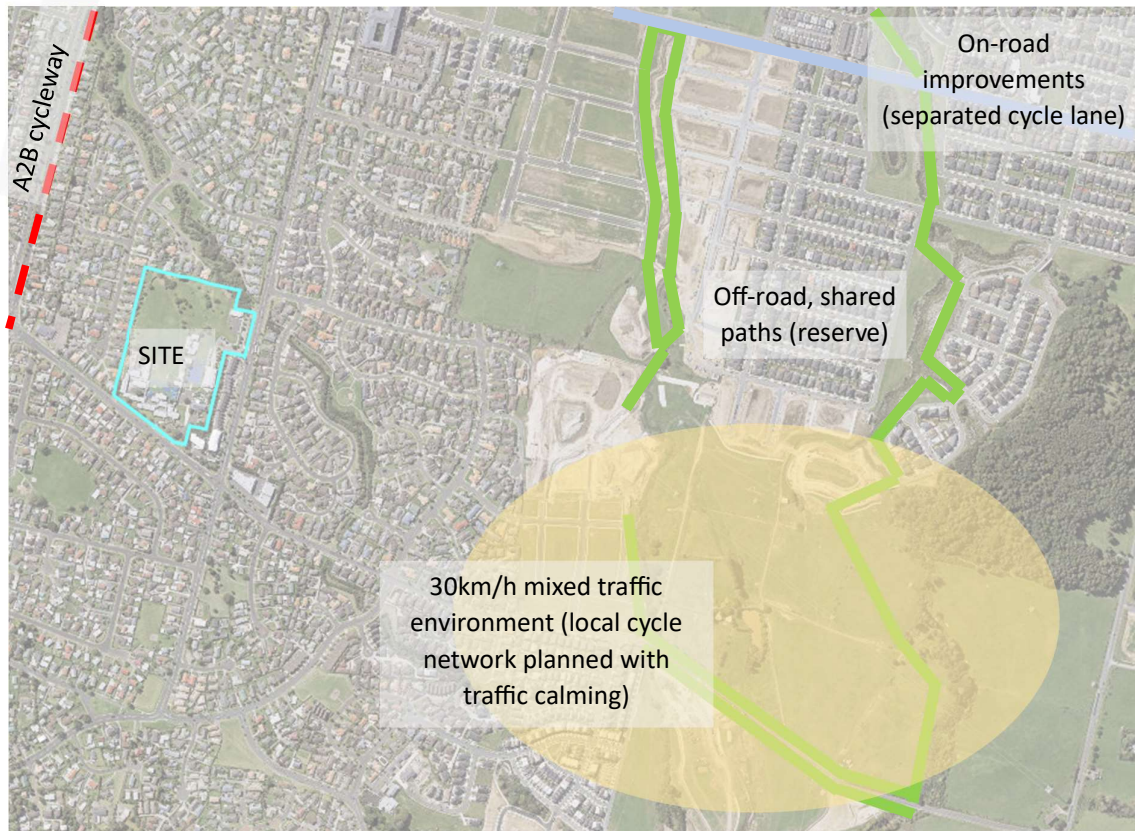 A2B cycleway
On-road
improvements
(separated cycle lane)
SITE
Off-road, shared
paths (reserve)
30km/h mixed traffic
environment (local cycle
network planned with
traffic calming)